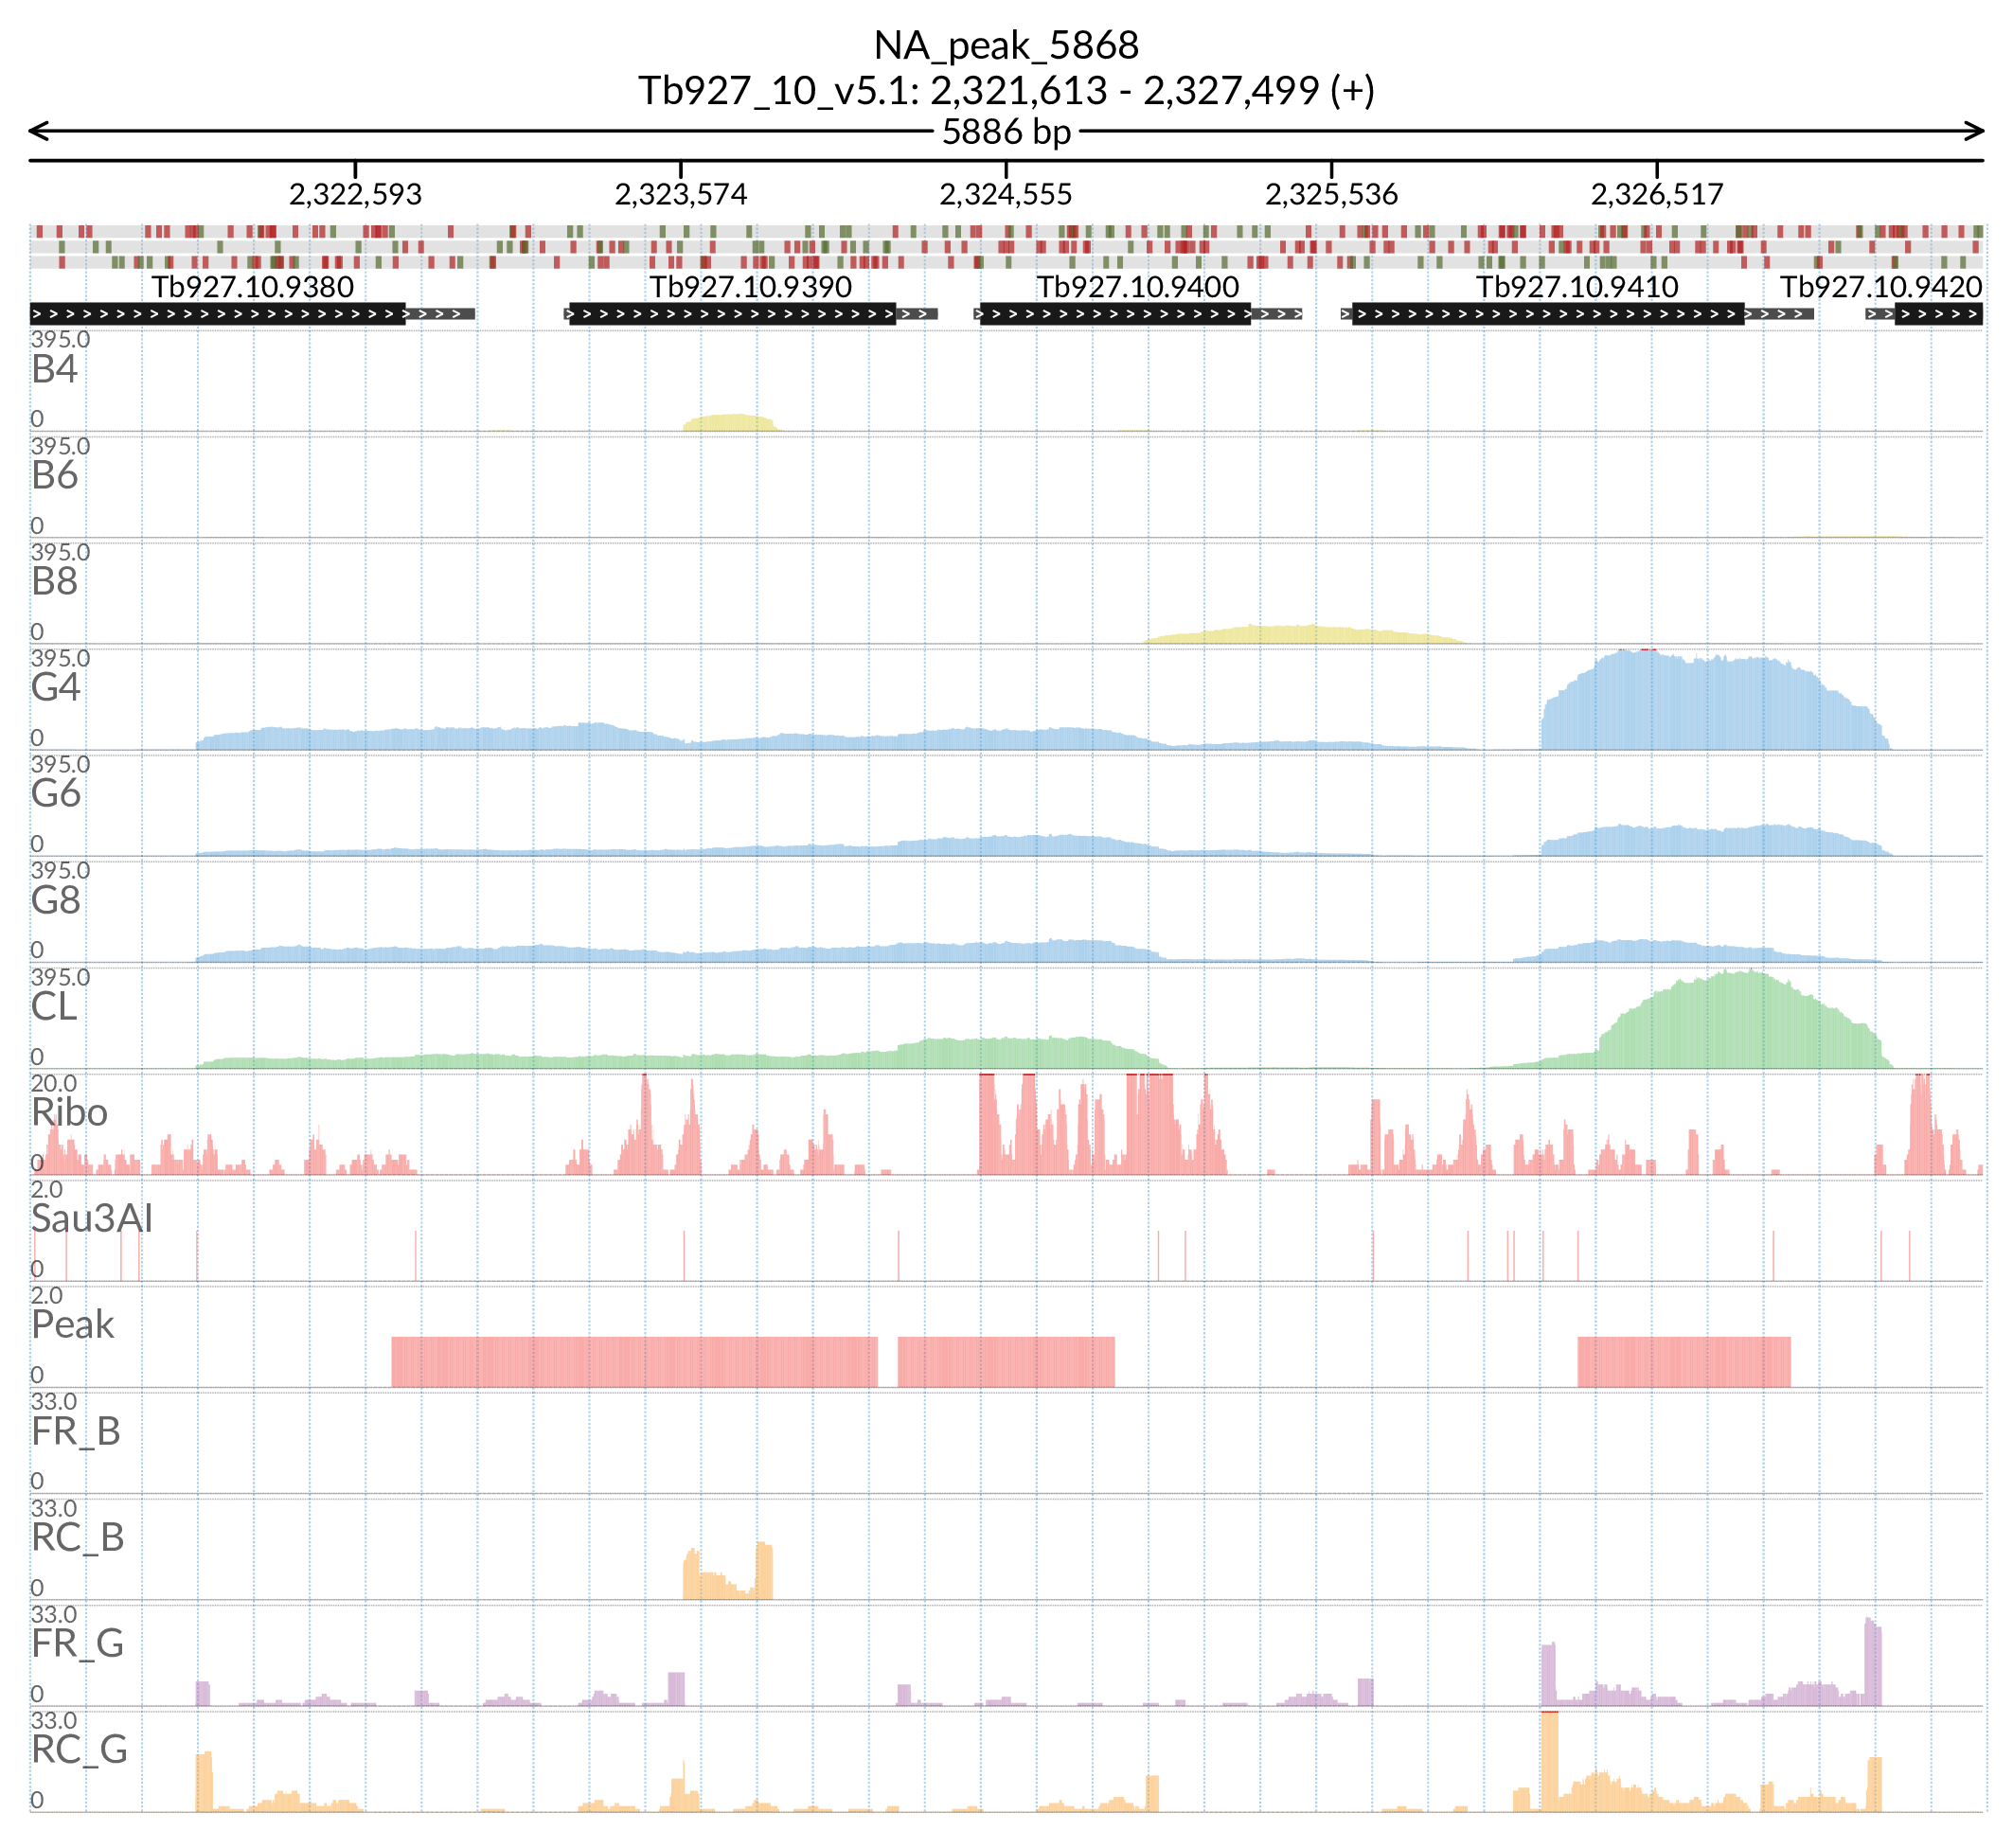 NA_peak_5868
Tb927_10_v5.1: 2,321,613 - 2,327,499 (+)
5886 bp
2,322,593 2,323,574 2,324,555 2,325,536 2,326,517
Tb927.10.9380 Tb927.10.9390 Tb927.10.9400 Tb927.10.9410 Tb927.10.9420
395.0
B4
0
395.0
B6
0
395.0
B8
0
395.0
G4
0
395.0
G6
0
395.0
G8
0
395.0
CL
0
20.0
Ribo
0
2.0
Sau3AI
0
2.0
Peak
0
33.0
FR_B
0
33.0
RC_B
0
33.0
FR_G
0
33.0
RC_G
0